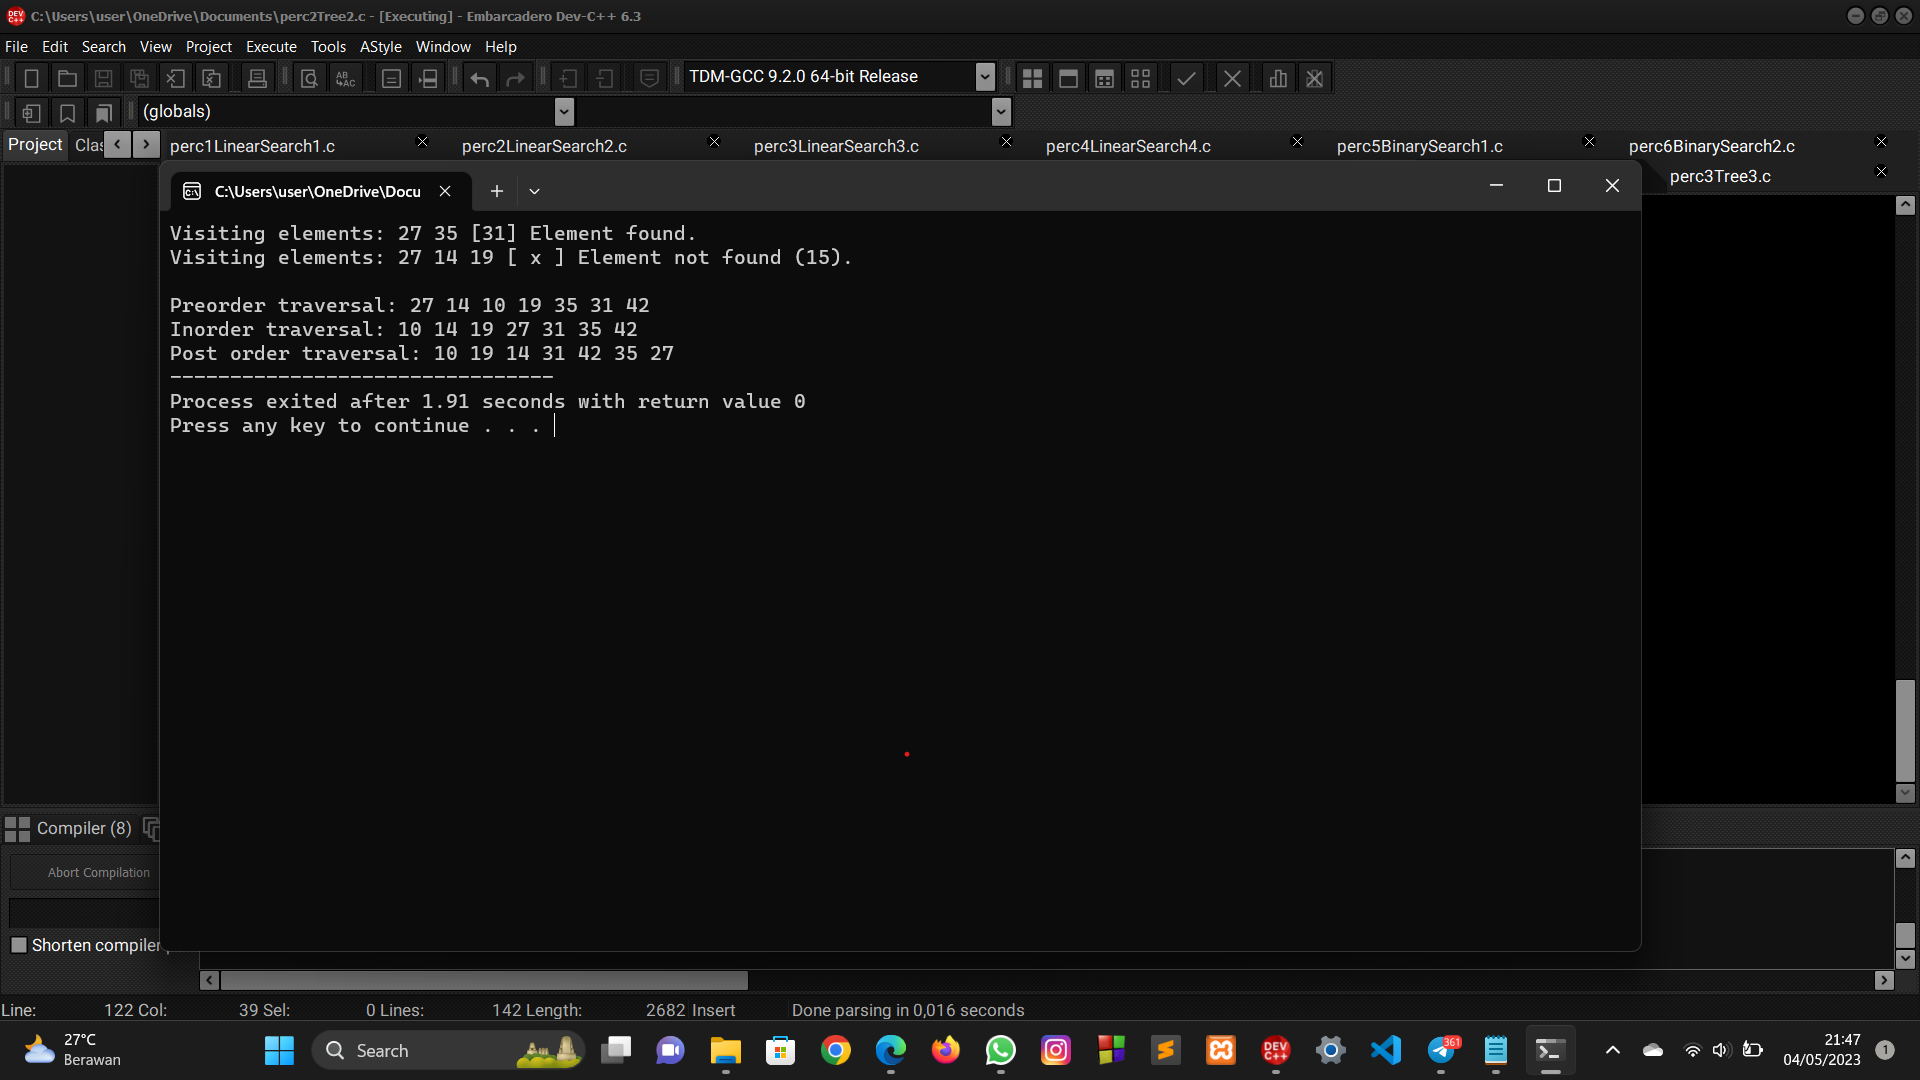 C:\Users\user\OneDrive\Documents\perc2Tree2.c - [Executing] - Embarcadero Dev-C++ 6.3
File Edit Search View Project Execute Tools AStyle Window Help
TDM-GCC 9.2.0 64-bit Release
(globals)
Project Clas
perc1LinearSearch1.c perc2LinearSearch2.c perc3LinearSearch3.c perc4LinearSearch4.c perc5BinarySearch1.c perc6BinarySearch2.c
perc3Tree3.c
C:\Users\user\OneDrive\Docu
Visiting elements: 27 35 [31] Element found.
Visiting elements: 27 14 19 [ x ] Element not found (15).
Preorder traversal: 27 14 10 19 35 31 42
Inorder traversal: 10 14 19 27 31 35 42
Post order traversal: 10 19 14 31 42 35 27
--------------------------------
Process exited after 1.91 seconds with return value 0
Press any key to continue . . .
Compiler (8)
Abort Compilation
Shorten compiler
Line: 122 Col: 39 Sel: 0 Lines: 142 Length: 2682 Insert Done parsing in 0,016 seconds
27°C
Berawan
Search
361
21:47
04/05/2023
1